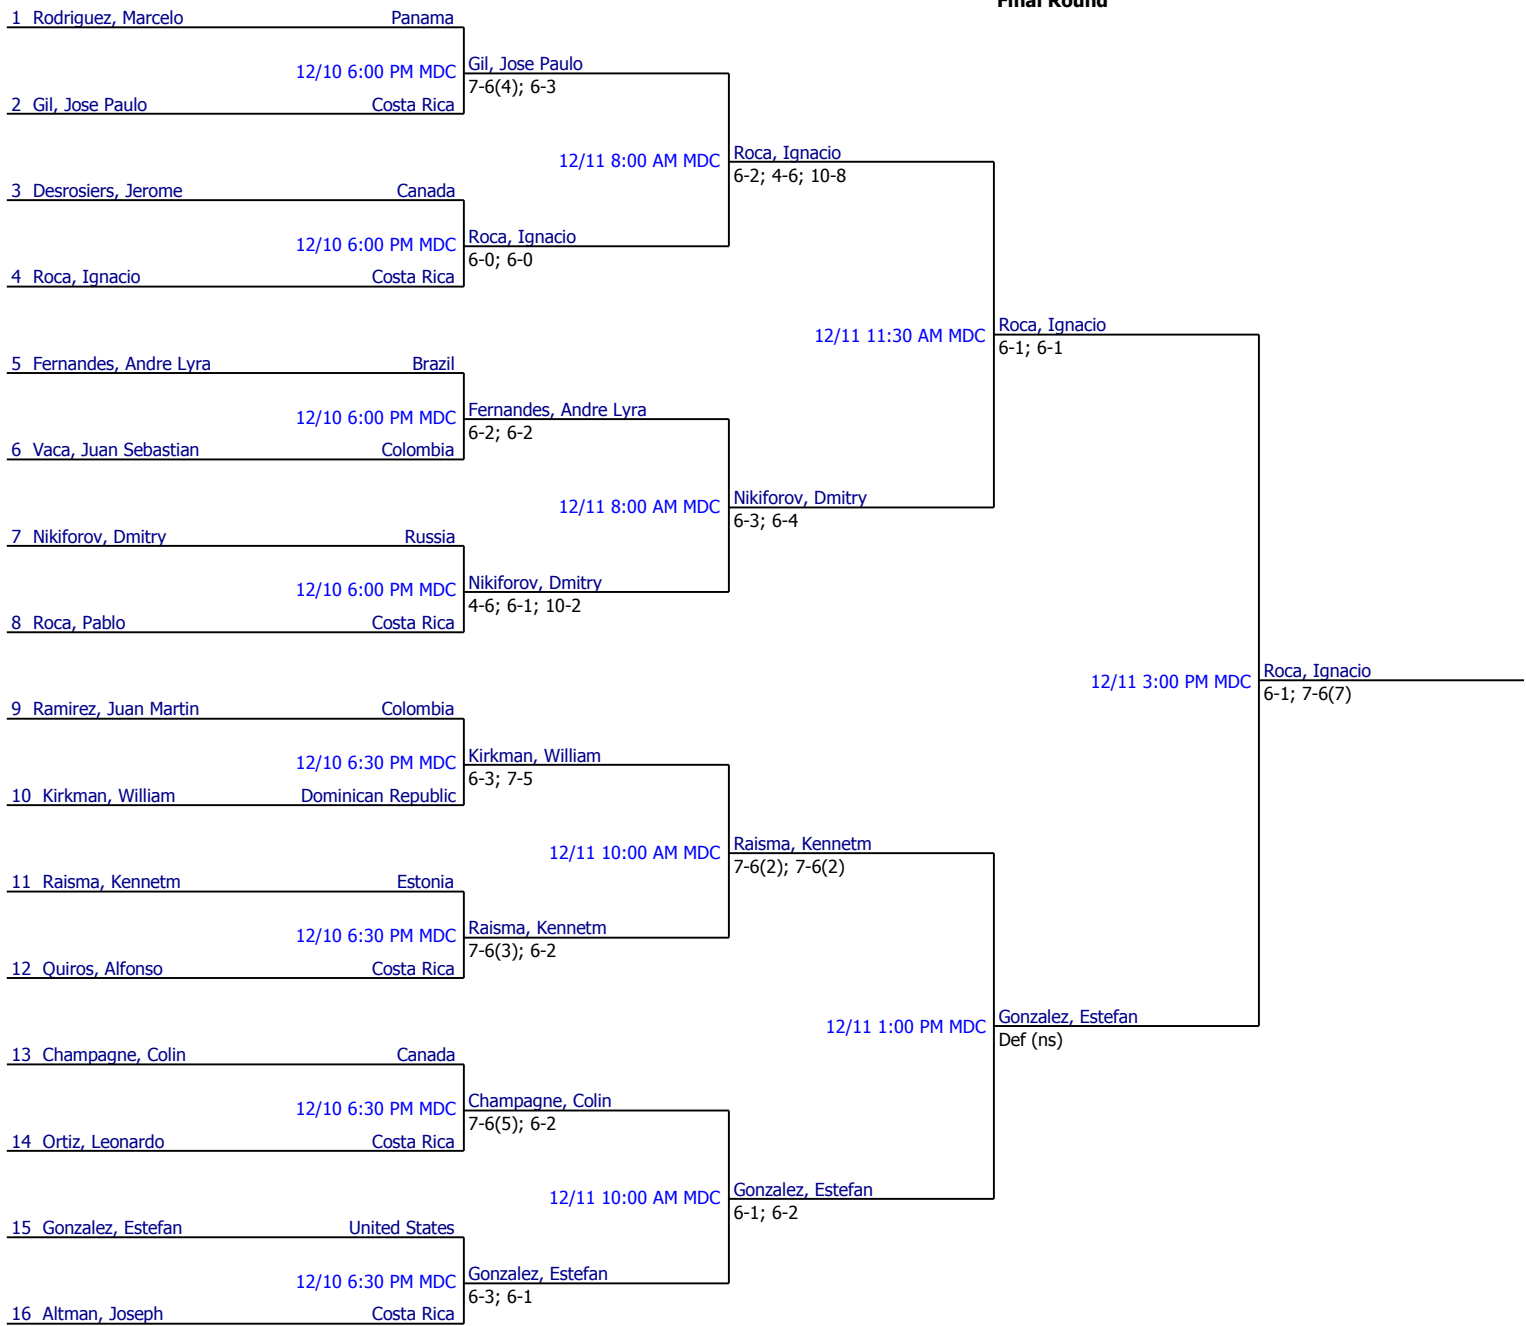 Final Round
1 Rodriguez, Marcelo Panama
12/10 6:00 PM MDC
Gil, Jose Paulo
7-6(4); 6-3
2 Gil, Jose Paulo Costa Rica
12/11 8:00 AM MDC
Roca, Ignacio
6-2; 4-6; 10-8
3 Desrosiers, Jerome Canada
12/10 6:00 PM MDC
Roca, Ignacio
6-0; 6-0
4 Roca, Ignacio Costa Rica
12/11 11:30 AM MDC
Roca, Ignacio
6-1; 6-1
5 Fernandes, Andre Lyra Brazil
12/10 6:00 PM MDC
Fernandes, Andre Lyra
6-2; 6-2
6 Vaca, Juan Sebastian Colombia
12/11 8:00 AM MDC
Nikiforov, Dmitry
6-3; 6-4
7 Nikiforov, Dmitry Russia
12/10 6:00 PM MDC
Nikiforov, Dmitry
4-6; 6-1; 10-2
8 Roca, Pablo Costa Rica
12/11 3:00 PM MDC
Roca, Ignacio
6-1; 7-6(7)
9 Ramirez, Juan Martin Colombia
12/10 6:30 PM MDC
Kirkman, William
6-3; 7-5
10 Kirkman, William Dominican Republic
12/11 10:00 AM MDC
Raisma, Kennetm
7-6(2); 7-6(2)
11 Raisma, Kennetm Estonia
12/10 6:30 PM MDC
Raisma, Kennetm
7-6(3); 6-2
12 Quiros, Alfonso Costa Rica
12/11 1:00 PM MDC
Gonzalez, Estefan
Def (ns)
13 Champagne, Colin Canada
12/10 6:30 PM MDC
Champagne, Colin
7-6(5); 6-2
14 Ortiz, Leonardo Costa Rica
12/11 10:00 AM MDC
Gonzalez, Estefan
6-1; 6-2
15 Gonzalez, Estefan United States
12/10 6:30 PM MDC
Gonzalez, Estefan
6-3; 6-1
16 Altman, Joseph Costa Rica